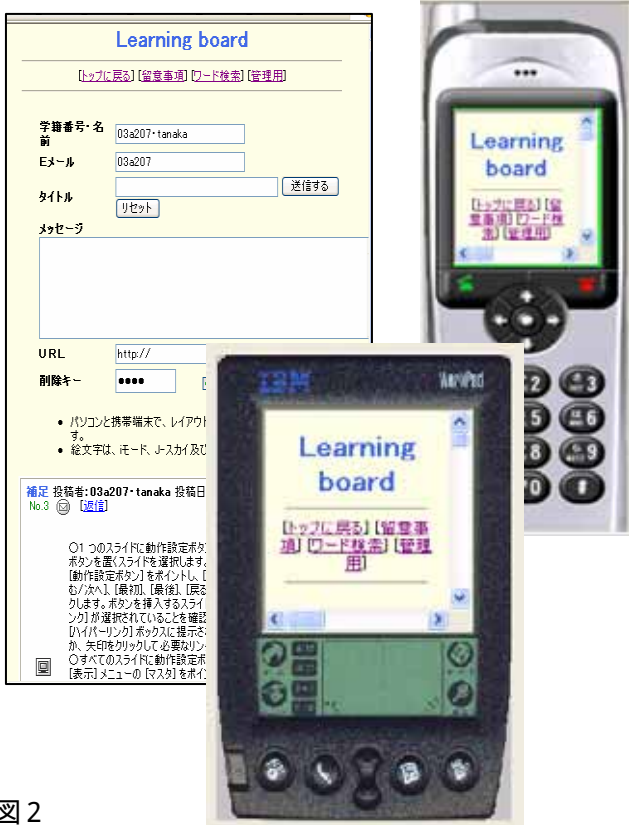 Learning board
[トップに戻る] [留意事項] [ワード検索] [管理用]
学籍番号・名前
03a207・tanaka
Eメール
03a207
タイトル
送信する
リセット
メッセージ
URL
http://
削除キー
●●●●
● パソコンと携帯端末で、レイアウト
す。
● 絵文字は、iモード、J-スカイ及び
補足 投稿者:03a207・tanaka 投稿日
No.3 [返信]
○1 つのスライドに動作設定ボタ
ボタンを置くスライドを選択します。
[動作設定ボタン] をポイントし、[
む/次へ]、[最初]、[最後]、[戻る
クします。ボタンを挿入するスライ
ンク] が選択されていることを確認
[ハイパーリンク] ボックスに提示さ
か、矢印をクリックして必要なリン
○すべてのスライドに動作設定ボ
[表示] メニューの [マスタ] をポイ
Learning
board
[トップに戻る] [留
意事項] [ワード検
索] [管理用]
2
3
5
6
8
9
0
IBM
WorkPad
Learning
board
[トップに戻る] [留意事
項] [ワード検索] [管理
用]
図2